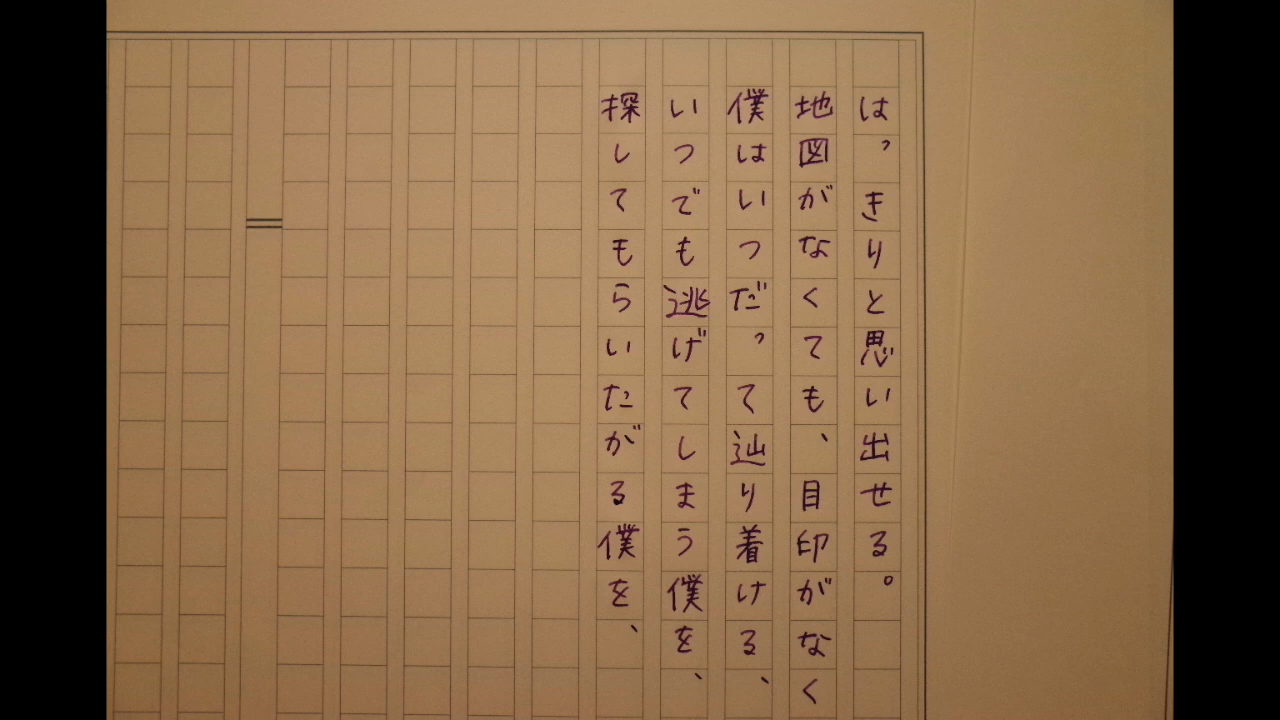 はっきりと思い出せる。
地図がなくても、目印がなく
僕はいつだって辿り着ける、
いつでも逃げてしまう僕を、
探してもらいたがる僕を、